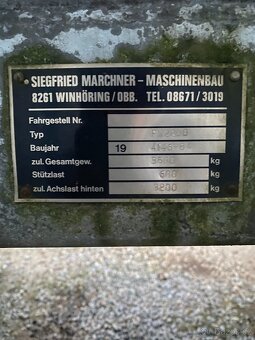 SIEGFRIED MARCHNER - MASCHINENBAU
8261 WINHÖRING/OBB. TEL. 08671/3019
Fahrgestell Nr.
Typ
Baujahr 19
zul. Gesamtgew. kg
Stützlast kg
zul. Achslast hinten kg